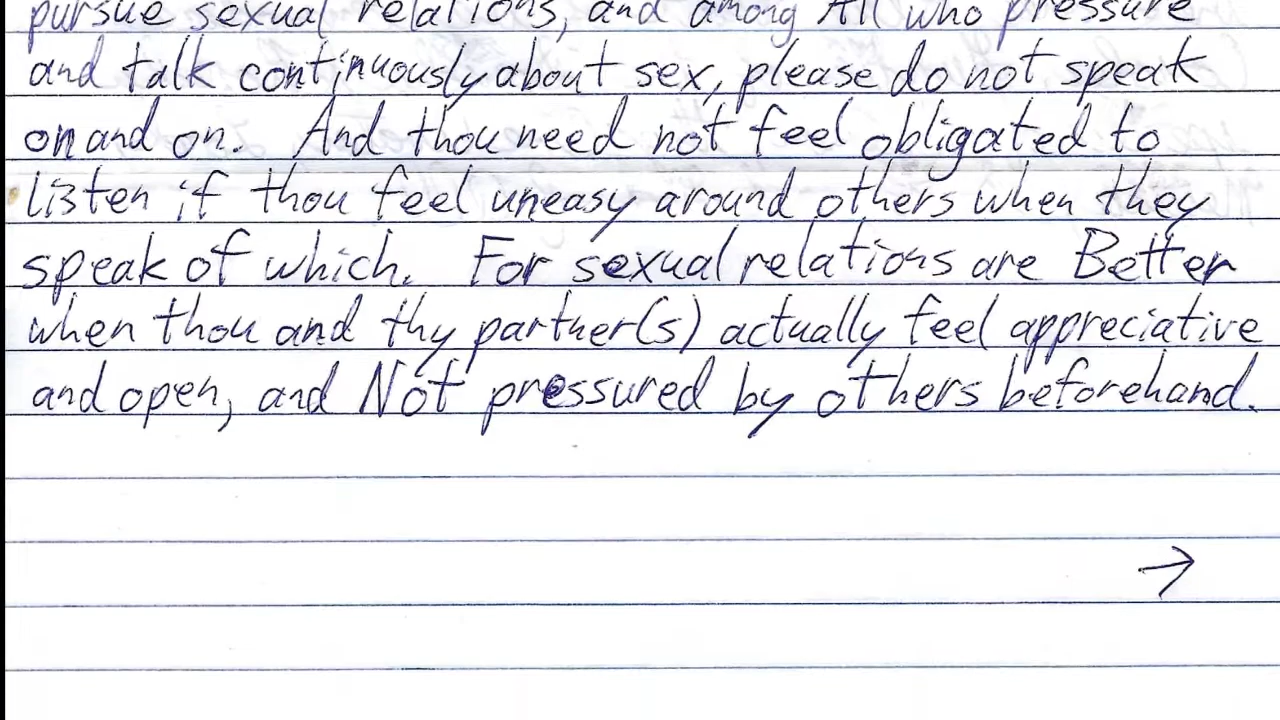 pursue sexual relations, and among All who pressure
and talk continuously about sex, please do not speak
on and on. And thou need not feel obligated to
listen if thou feel uneasy around others when they
speak of which. For sexual relations are Better
when thou and thy partner(s) actually feel appreciative
and open, and Not pressured by others beforehand.
→